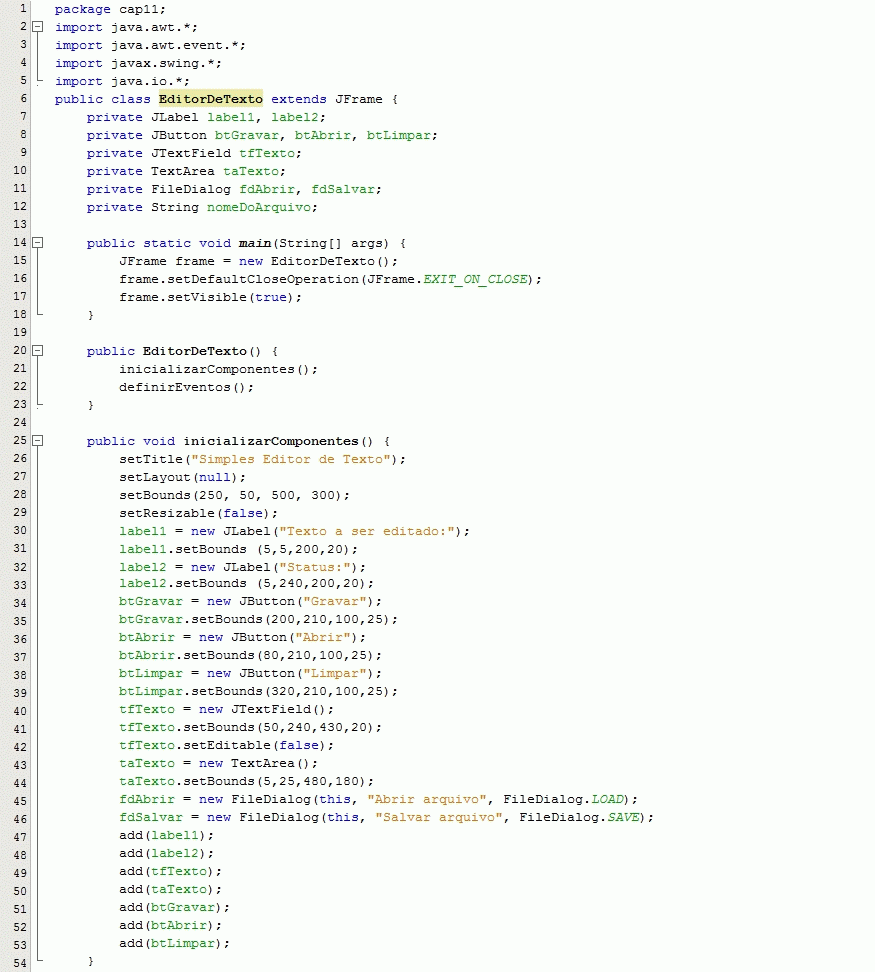 1 package cap11;
2 import java.awt.*;
3 import java.awt.event.*;
4 import javax.swing.*;
5 import java.io.*;
6 public class EditorDeTexto extends JFrame {
7     private JLabel label1, label2;
8     private JButton btGravar, btAbrir, btLimpar;
9     private JTextField tfTexto;
10     private TextArea taTexto;
11     private FileDialog fdAbrir, fdSalvar;
12     private String nomeDoArquivo;
13
14     public static void main(String[] args) {
15         JFrame frame = new EditorDeTexto();
16         frame.setDefaultCloseOperation(JFrame.EXIT_ON_CLOSE);
17         frame.setVisible(true);
18     }
19
20     public EditorDeTexto() {
21         inicializarComponentes();
22         definirEventos();
23     }
24
25     public void inicializarComponentes() {
26         setTitle("Simples Editor de Texto");
27         setLayout(null);
28         setBounds(250, 50, 500, 300);
29         setResizable(false);
30         label1 = new JLabel("Texto a ser editado:");
31         label1.setBounds (5,5,200,20);
32         label2 = new JLabel("Status:");
33         label2.setBounds (5,240,200,20);
34         btGravar = new JButton("Gravar");
35         btGravar.setBounds(200,210,100,25);
36         btAbrir = new JButton("Abrir");
37         btAbrir.setBounds(80,210,100,25);
38         btLimpar = new JButton("Limpar");
39         btLimpar.setBounds(320,210,100,25);
40         tfTexto = new JTextField();
41         tfTexto.setBounds(50,240,430,20);
42         tfTexto.setEditable(false);
43         taTexto = new TextArea();
44         taTexto.setBounds(5,25,480,180);
45         fdAbrir = new FileDialog(this, "Abrir arquivo", FileDialog.LOAD);
46         fdSalvar = new FileDialog(this, "Salvar arquivo", FileDialog.SAVE);
47         add(label1);
48         add(label2);
49         add(tfTexto);
50         add(taTexto);
51         add(btGravar);
52         add(btAbrir);
53         add(btLimpar);
54     }